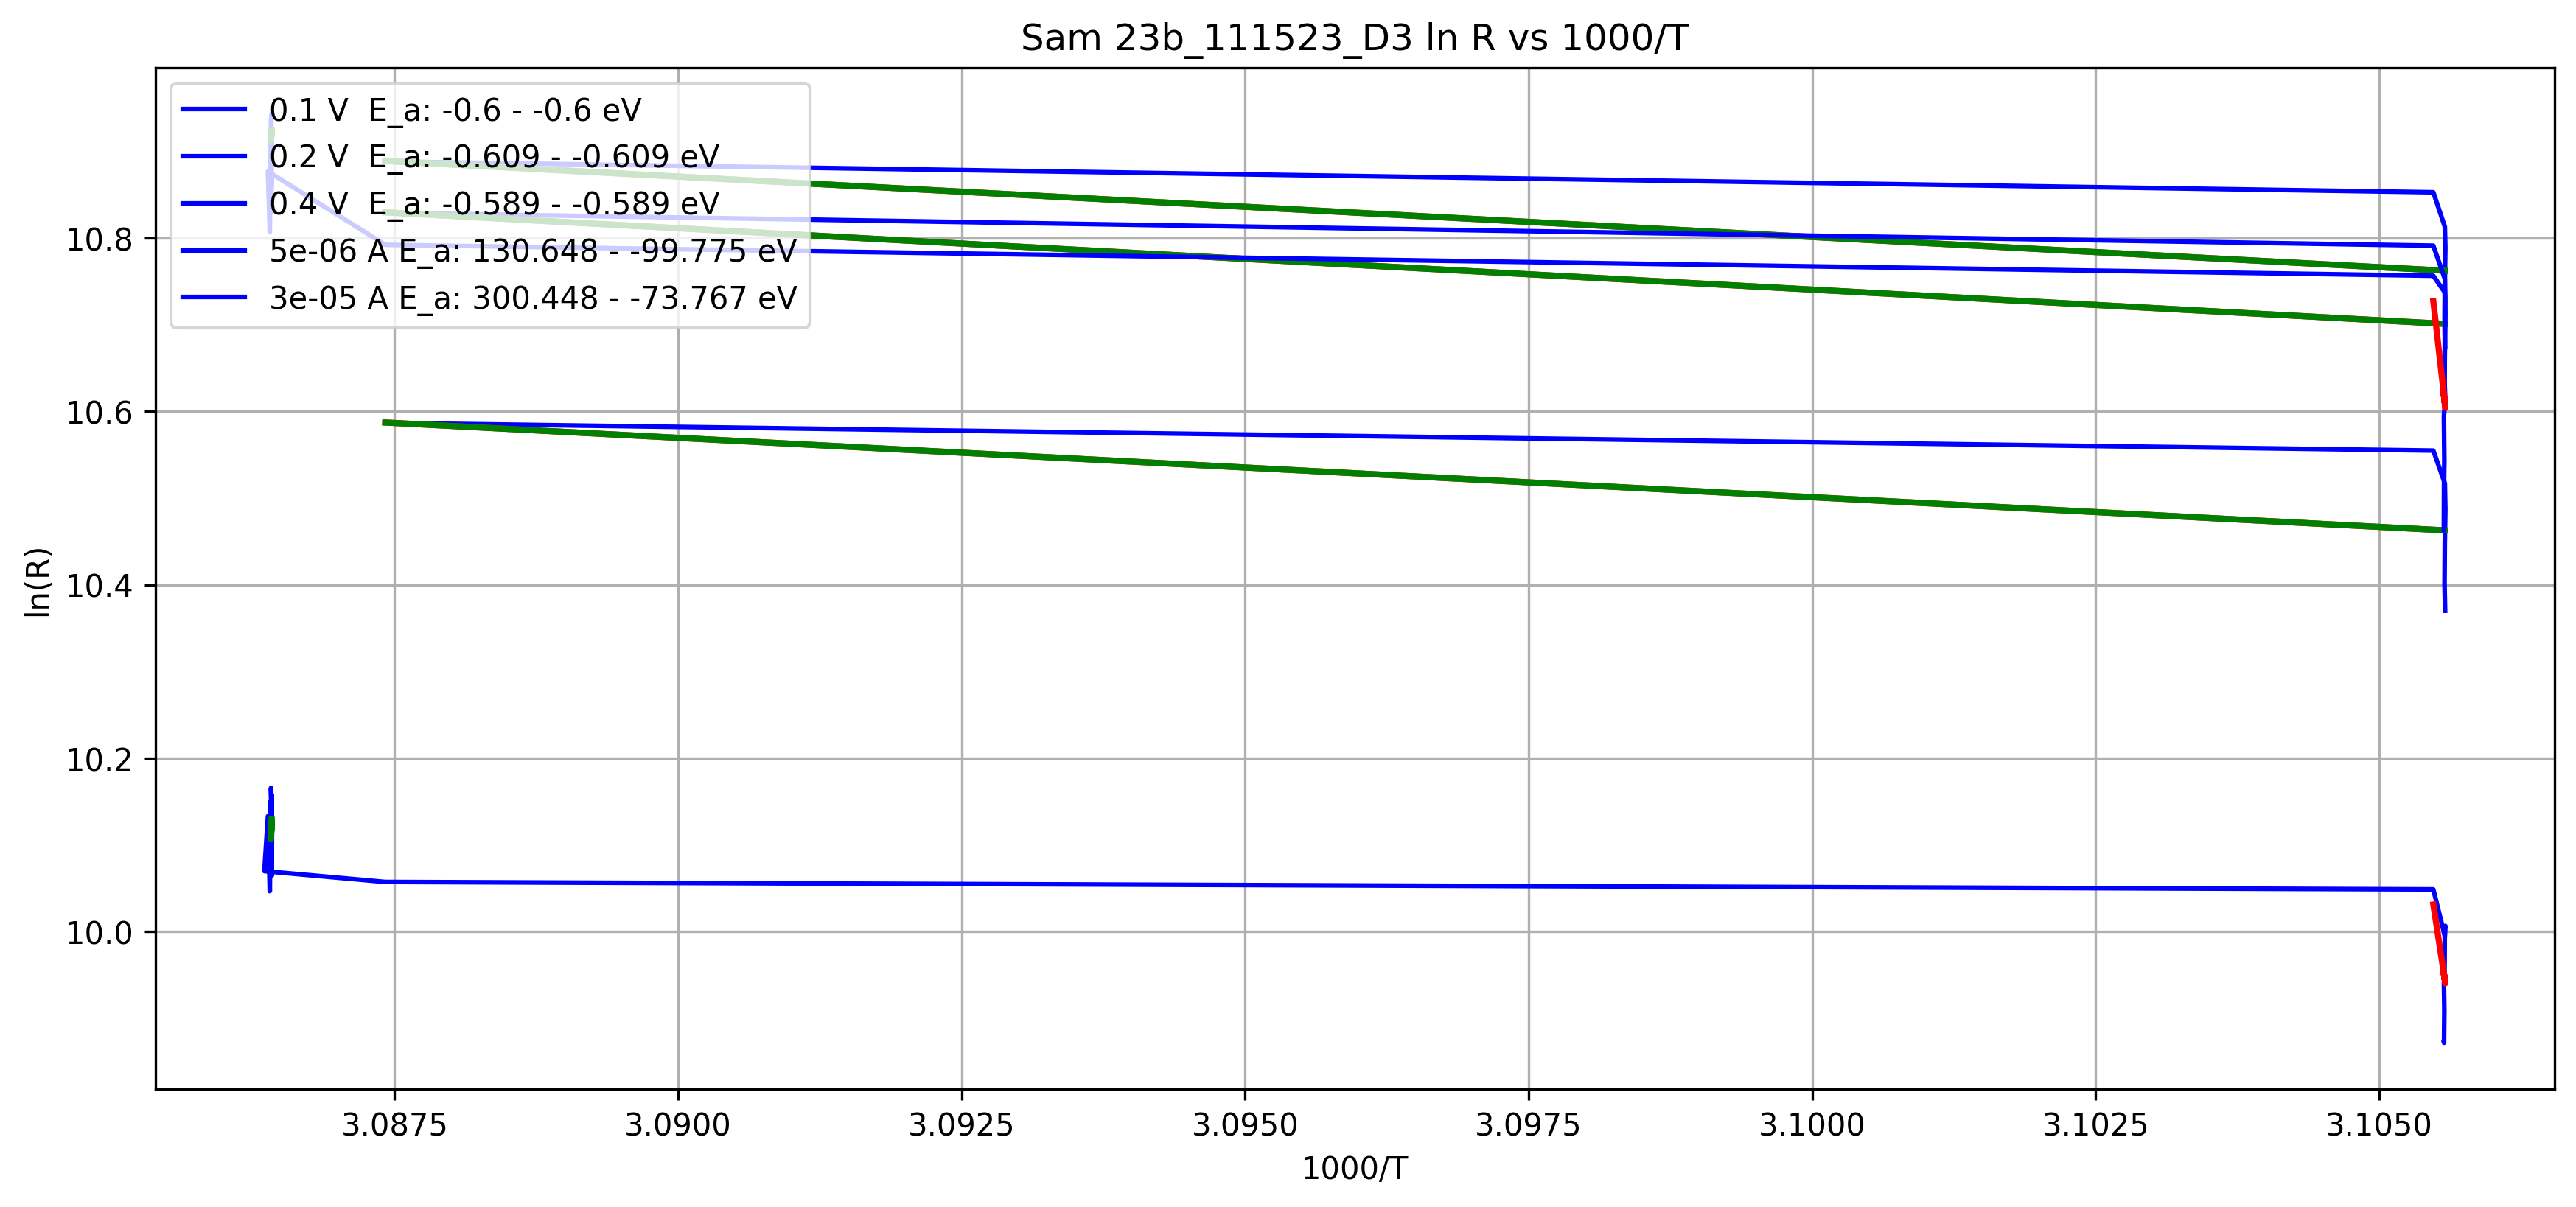 Sam 23b_111523_D3 ln R vs 1000/T
0.1 V  E_a: -0.6 - -0.6 eV
0.2 V  E_a: -0.609 - -0.609 eV
0.4 V  E_a: -0.589 - -0.589 eV
5e-06 A E_a: 130.648 - -99.775 eV
3e-05 A E_a: 300.448 - -73.767 eV
ln(R)
10.8
10.6
10.4
10.2
10.0
3.0875 3.0900 3.0925 3.0950 3.0975 3.1000 3.1025 3.1050
1000/T